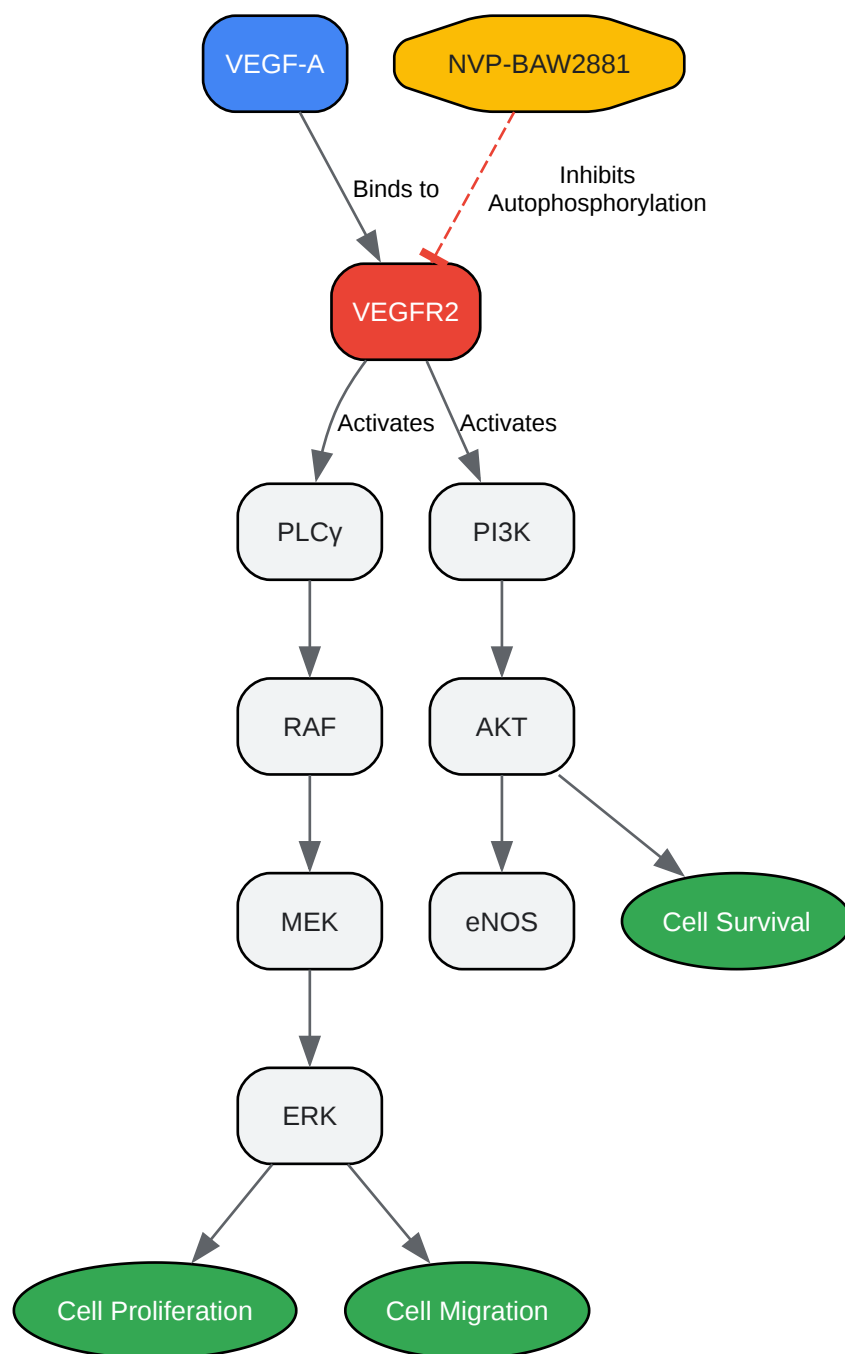 VEGF-A
NVP-BAW2881
Binds to
Inhibits
Autophosphorylation
VEGFR2
Activates
Activates
PLCγ
PI3K
RAF
AKT
MEK
eNOS
Cell Survival
ERK
Cell Proliferation
Cell Migration